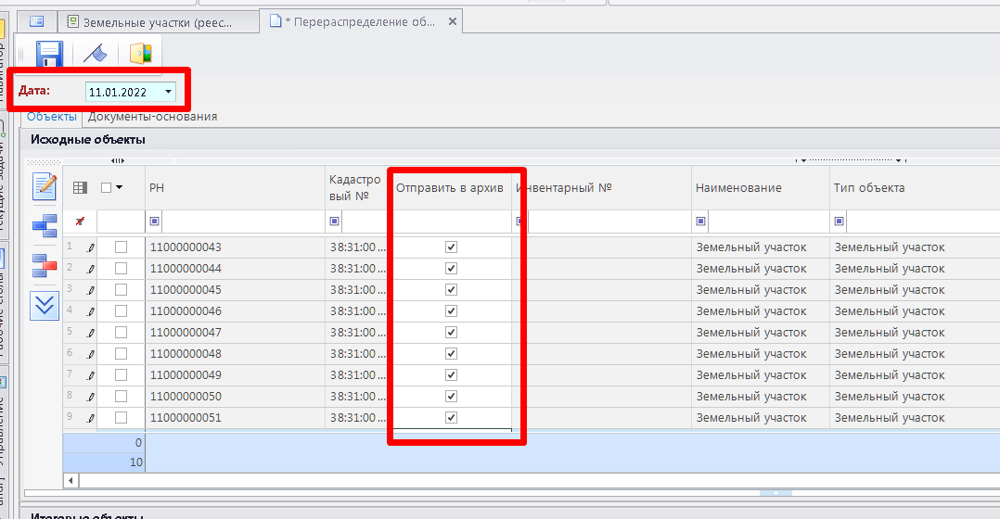 Земельные участки (реес...
* Перераспределение об...
Дата: 11.01.2022
Объекты Документы-основания
Исходные объекты
РН Кадастро вый № Отправить в архив Инвентарный № Наименование Тип объекта
1 11000000043 38:31:00 ... Земельный участок Земельный участок
2 11000000044 38:31:00 ... Земельный участок Земельный участок
3 11000000045 38:31:00 ... Земельный участок Земельный участок
4 11000000046 38:31:00 ... Земельный участок Земельный участок
5 11000000047 38:31:00 ... Земельный участок Земельный участок
6 11000000048 38:31:00 ... Земельный участок Земельный участок
7 11000000049 38:31:00 ... Земельный участок Земельный участок
8 11000000050 38:31:00 ... Земельный участок Земельный участок
9 11000000051 38:31:00 ... Земельный участок Земельный участок
0
10
Итоговые объекты